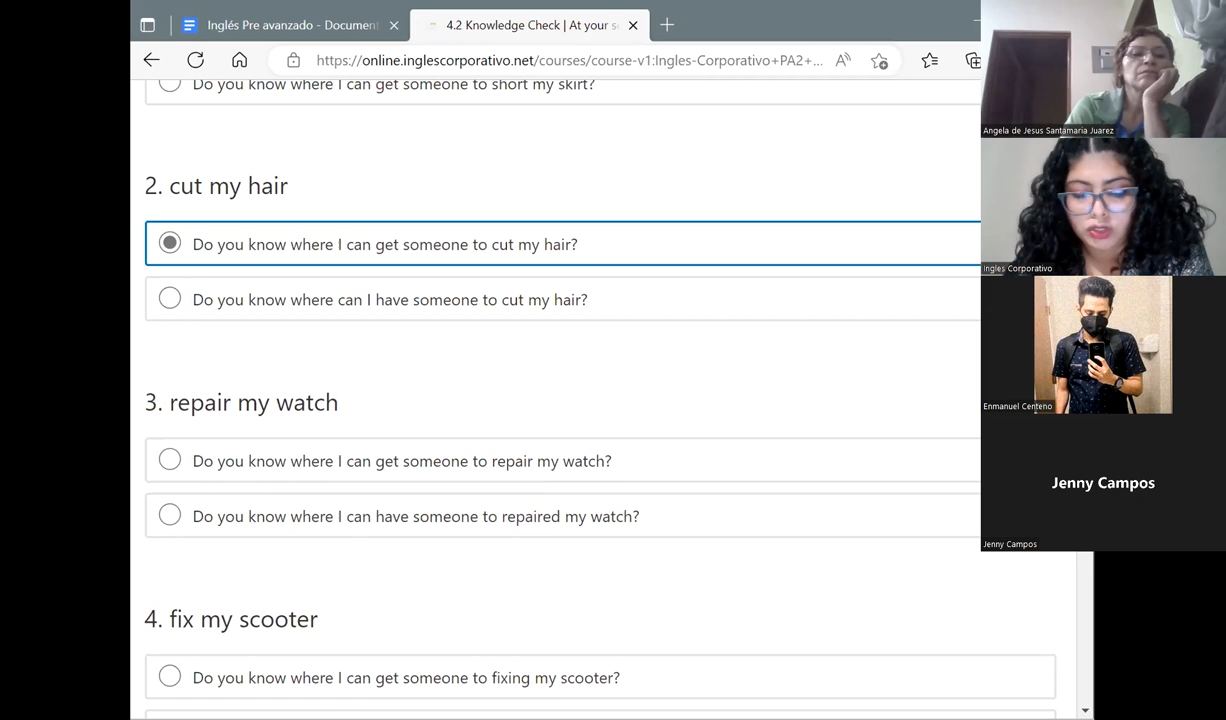 Inglés Pre avanzado - Document
4.2 Knowledge Check | At your se
https://online.inglescorporativo.net/courses/course-v1:Ingles-Corporativo+PA2+...
Do you know where I can get someone to short my skirt?
2. cut my hair
Do you know where I can get someone to cut my hair?
Do you know where can I have someone to cut my hair?
3. repair my watch
Do you know where I can get someone to repair my watch?
Do you know where I can have someone to repaired my watch?
4. fix my scooter
Do you know where I can get someone to fixing my scooter?
Angela de Jesus Santamaria Juarez
Ingles Corporativo
Enmanuel Centeno
Jenny Campos
Jenny Campos